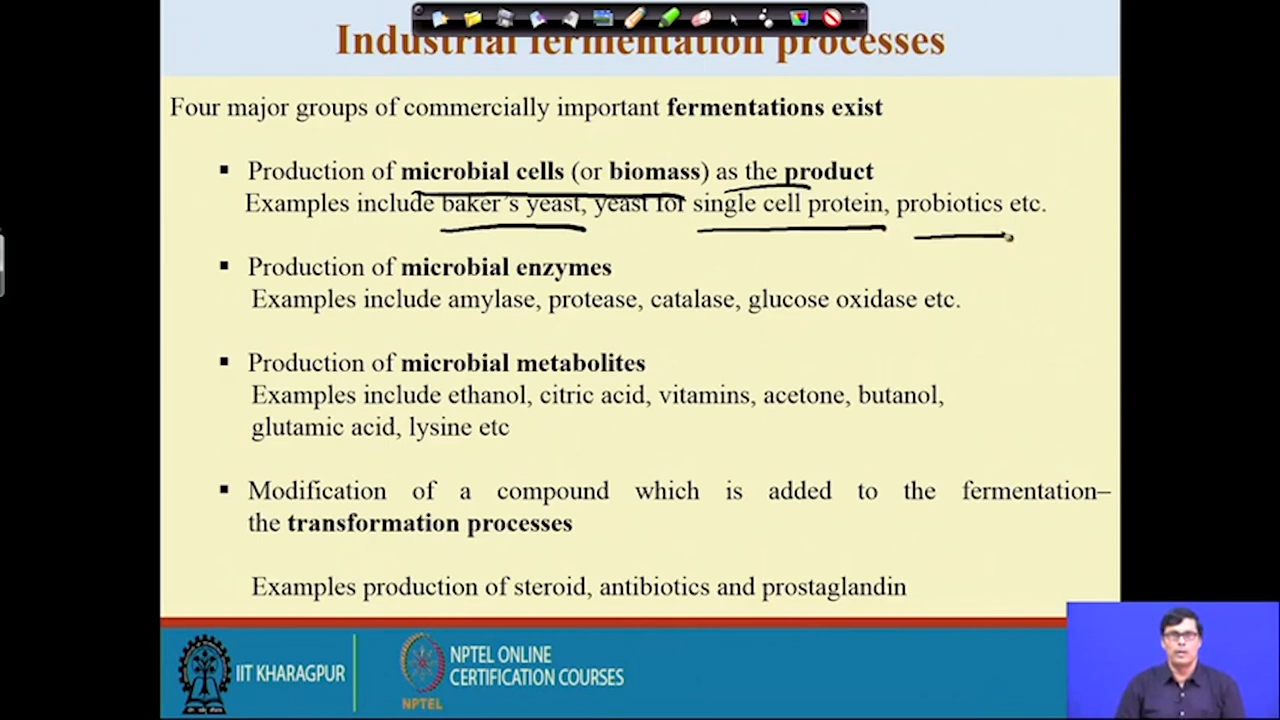 Industrial fermentation processes
Four major groups of commercially important fermentations exist
▪ Production of microbial cells (or biomass) as the product
Examples include baker's yeast, yeast for single cell protein, probiotics etc.
▪ Production of microbial enzymes
Examples include amylase, protease, catalase, glucose oxidase etc.
▪ Production of microbial metabolites
Examples include ethanol, citric acid, vitamins, acetone, butanol,
glutamic acid, lysine etc
▪ Modification of a compound which is added to the fermentation–
the transformation processes
Examples production of steroid, antibiotics and prostaglandin
IIT KHARAGPUR
NPTEL
NPTEL ONLINE
CERTIFICATION COURSES